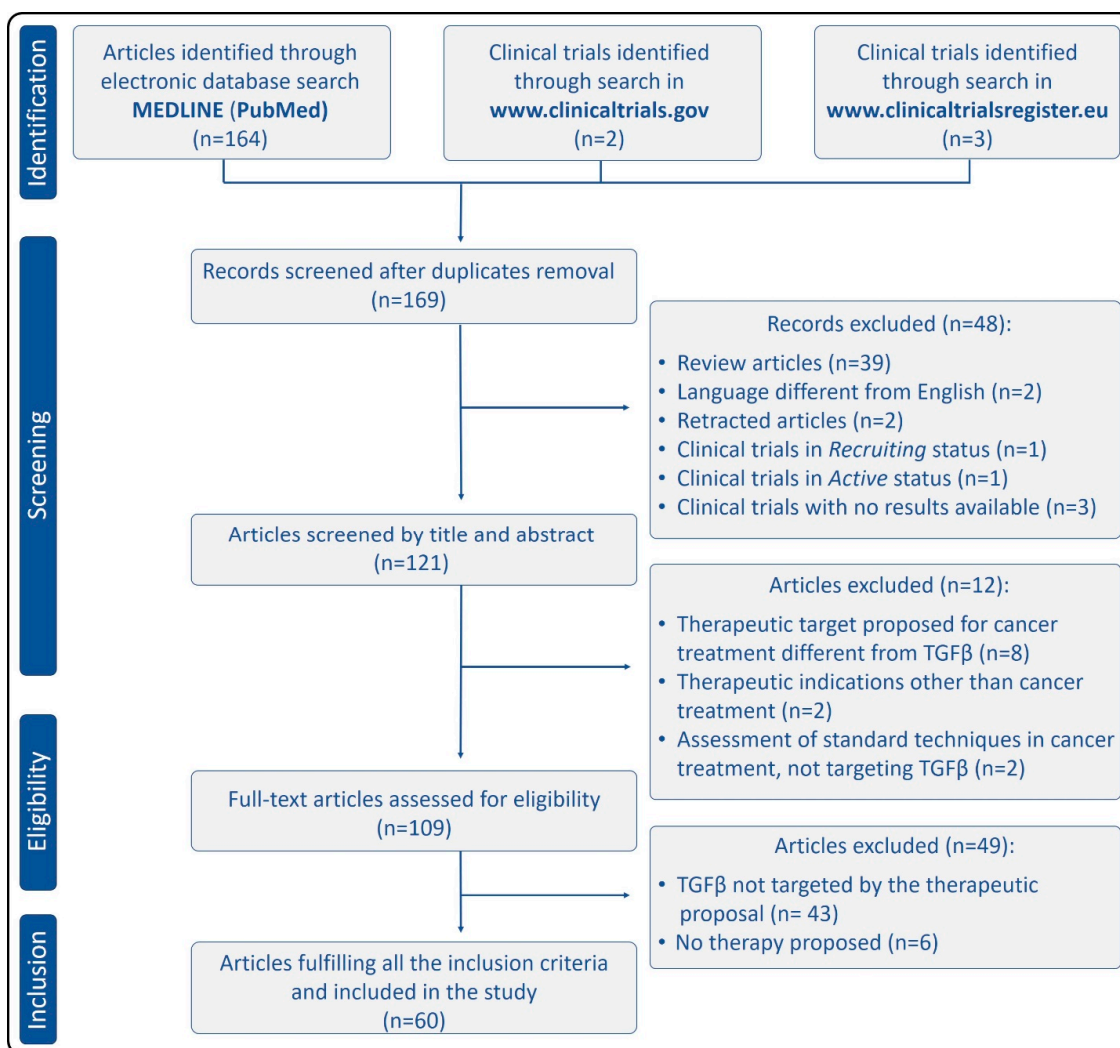 Identification
Articles identified through
electronic database search
MEDLINE (PubMed)
(n=164)
Clinical trials identified
through search in
www.clinicaltrials.gov
(n=2)
Clinical trials identified
through search in
www.clinicaltrialsregister.eu
(n=3)
Screening
Records screened after duplicates removal
(n=169)
Records excluded (n=48):
• Review articles (n=39)
• Language different from English (n=2)
• Retracted articles (n=2)
• Clinical trials in Recruiting status (n=1)
• Clinical trials in Active status (n=1)
• Clinical trials with no results available (n=3)
Articles screened by title and abstract
(n=121)
Articles excluded (n=12):
• Therapeutic target proposed for cancer
treatment different from TGFβ (n=8)
• Therapeutic indications other than cancer
treatment (n=2)
• Assessment of standard techniques in cancer
treatment, not targeting TGFβ (n=2)
Eligibility
Full-text articles assessed for eligibility
(n=109)
Articles excluded (n=49):
• TGFβ not targeted by the therapeutic
proposal (n= 43)
• No therapy proposed (n=6)
Inclusion
Articles fulfilling all the inclusion criteria
and included in the study
(n=60)